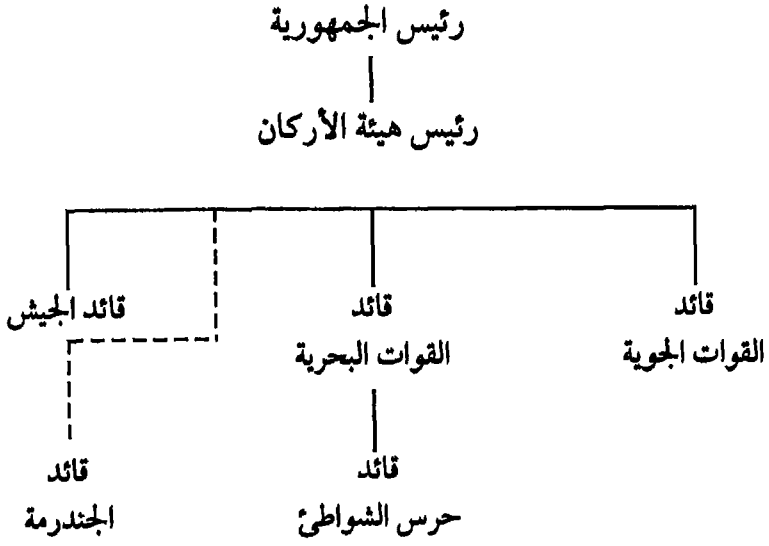 رئيس الجمهورية
رئيس هيئة الأركان
قائد
القوات الجوية
قائد
القوات البحرية
قائد الجيش
قائد
حرس الشواطئ
قائد
الجندرمة